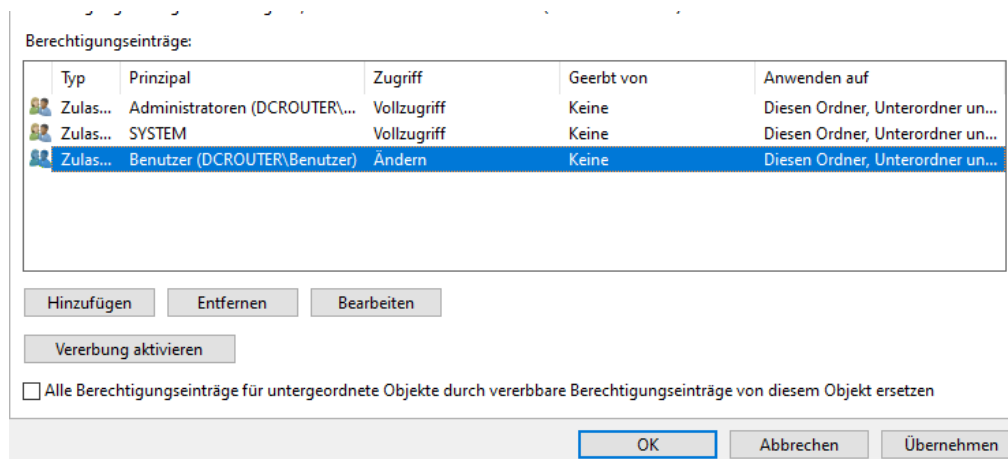 Berechtigungseinträge:
Typ Prinzipal Zugriff Geerbt von Anwenden auf
Zulas... Administratoren (DCROUTER\... Vollzugriff Keine Diesen Ordner, Unterordner un...
Zulas... SYSTEM Vollzugriff Keine Diesen Ordner, Unterordner un...
Zulas... Benutzer (DCROUTER\Benutzer) Ändern Keine Diesen Ordner, Unterordner un...
Hinzufügen Entfernen Bearbeiten
Vererbung aktivieren
Alle Berechtigungseinträge für untergeordnete Objekte durch vererbbare Berechtigungseinträge von diesem Objekt ersetzen
OK Abbrechen Übernehmen